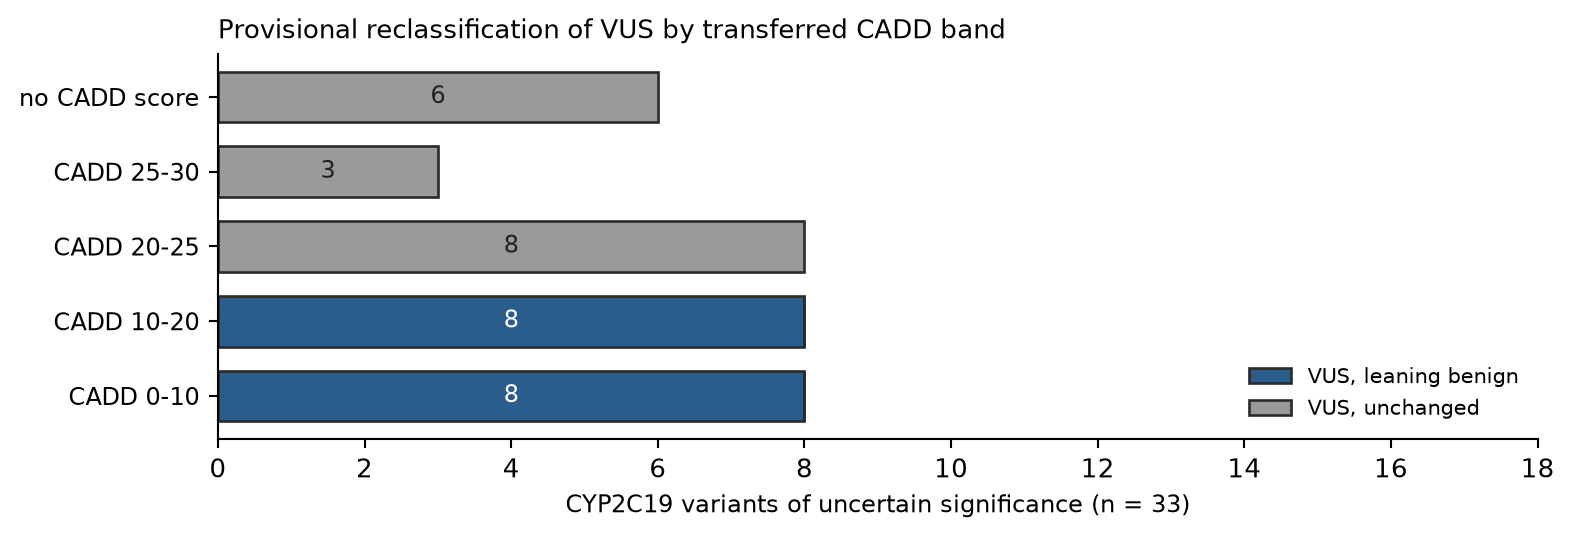 Provisional reclassification of VUS by transferred CADD band
no CADD score
6
CADD 25-30
3
CADD 20-25
8
CADD 10-20
8
CADD 0-10
8
VUS, leaning benign
VUS, unchanged
0 2 4 6 8 10 12 14 16 18
CYP2C19 variants of uncertain significance (n = 33)